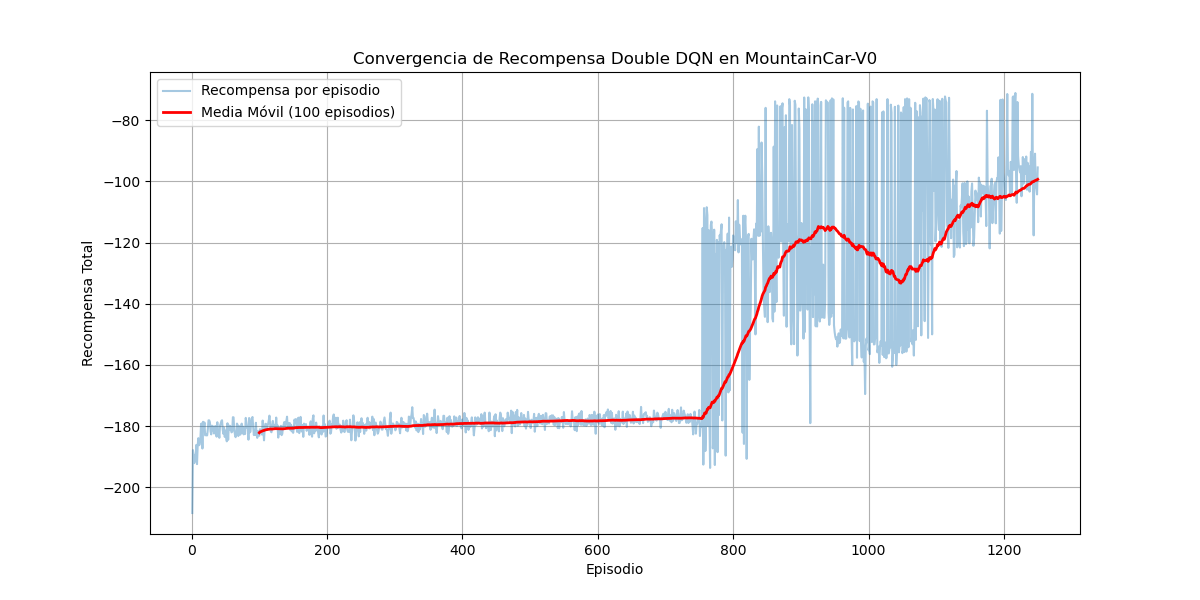 Convergencia de Recompensa Double DQN en MountainCar-V0
Recompensa por episodio
Media Móvil (100 episodios)
Recompensa Total
−80
−100
−120
−140
−160
−180
−200
0 200 400 600 800 1000 1200
Episodio